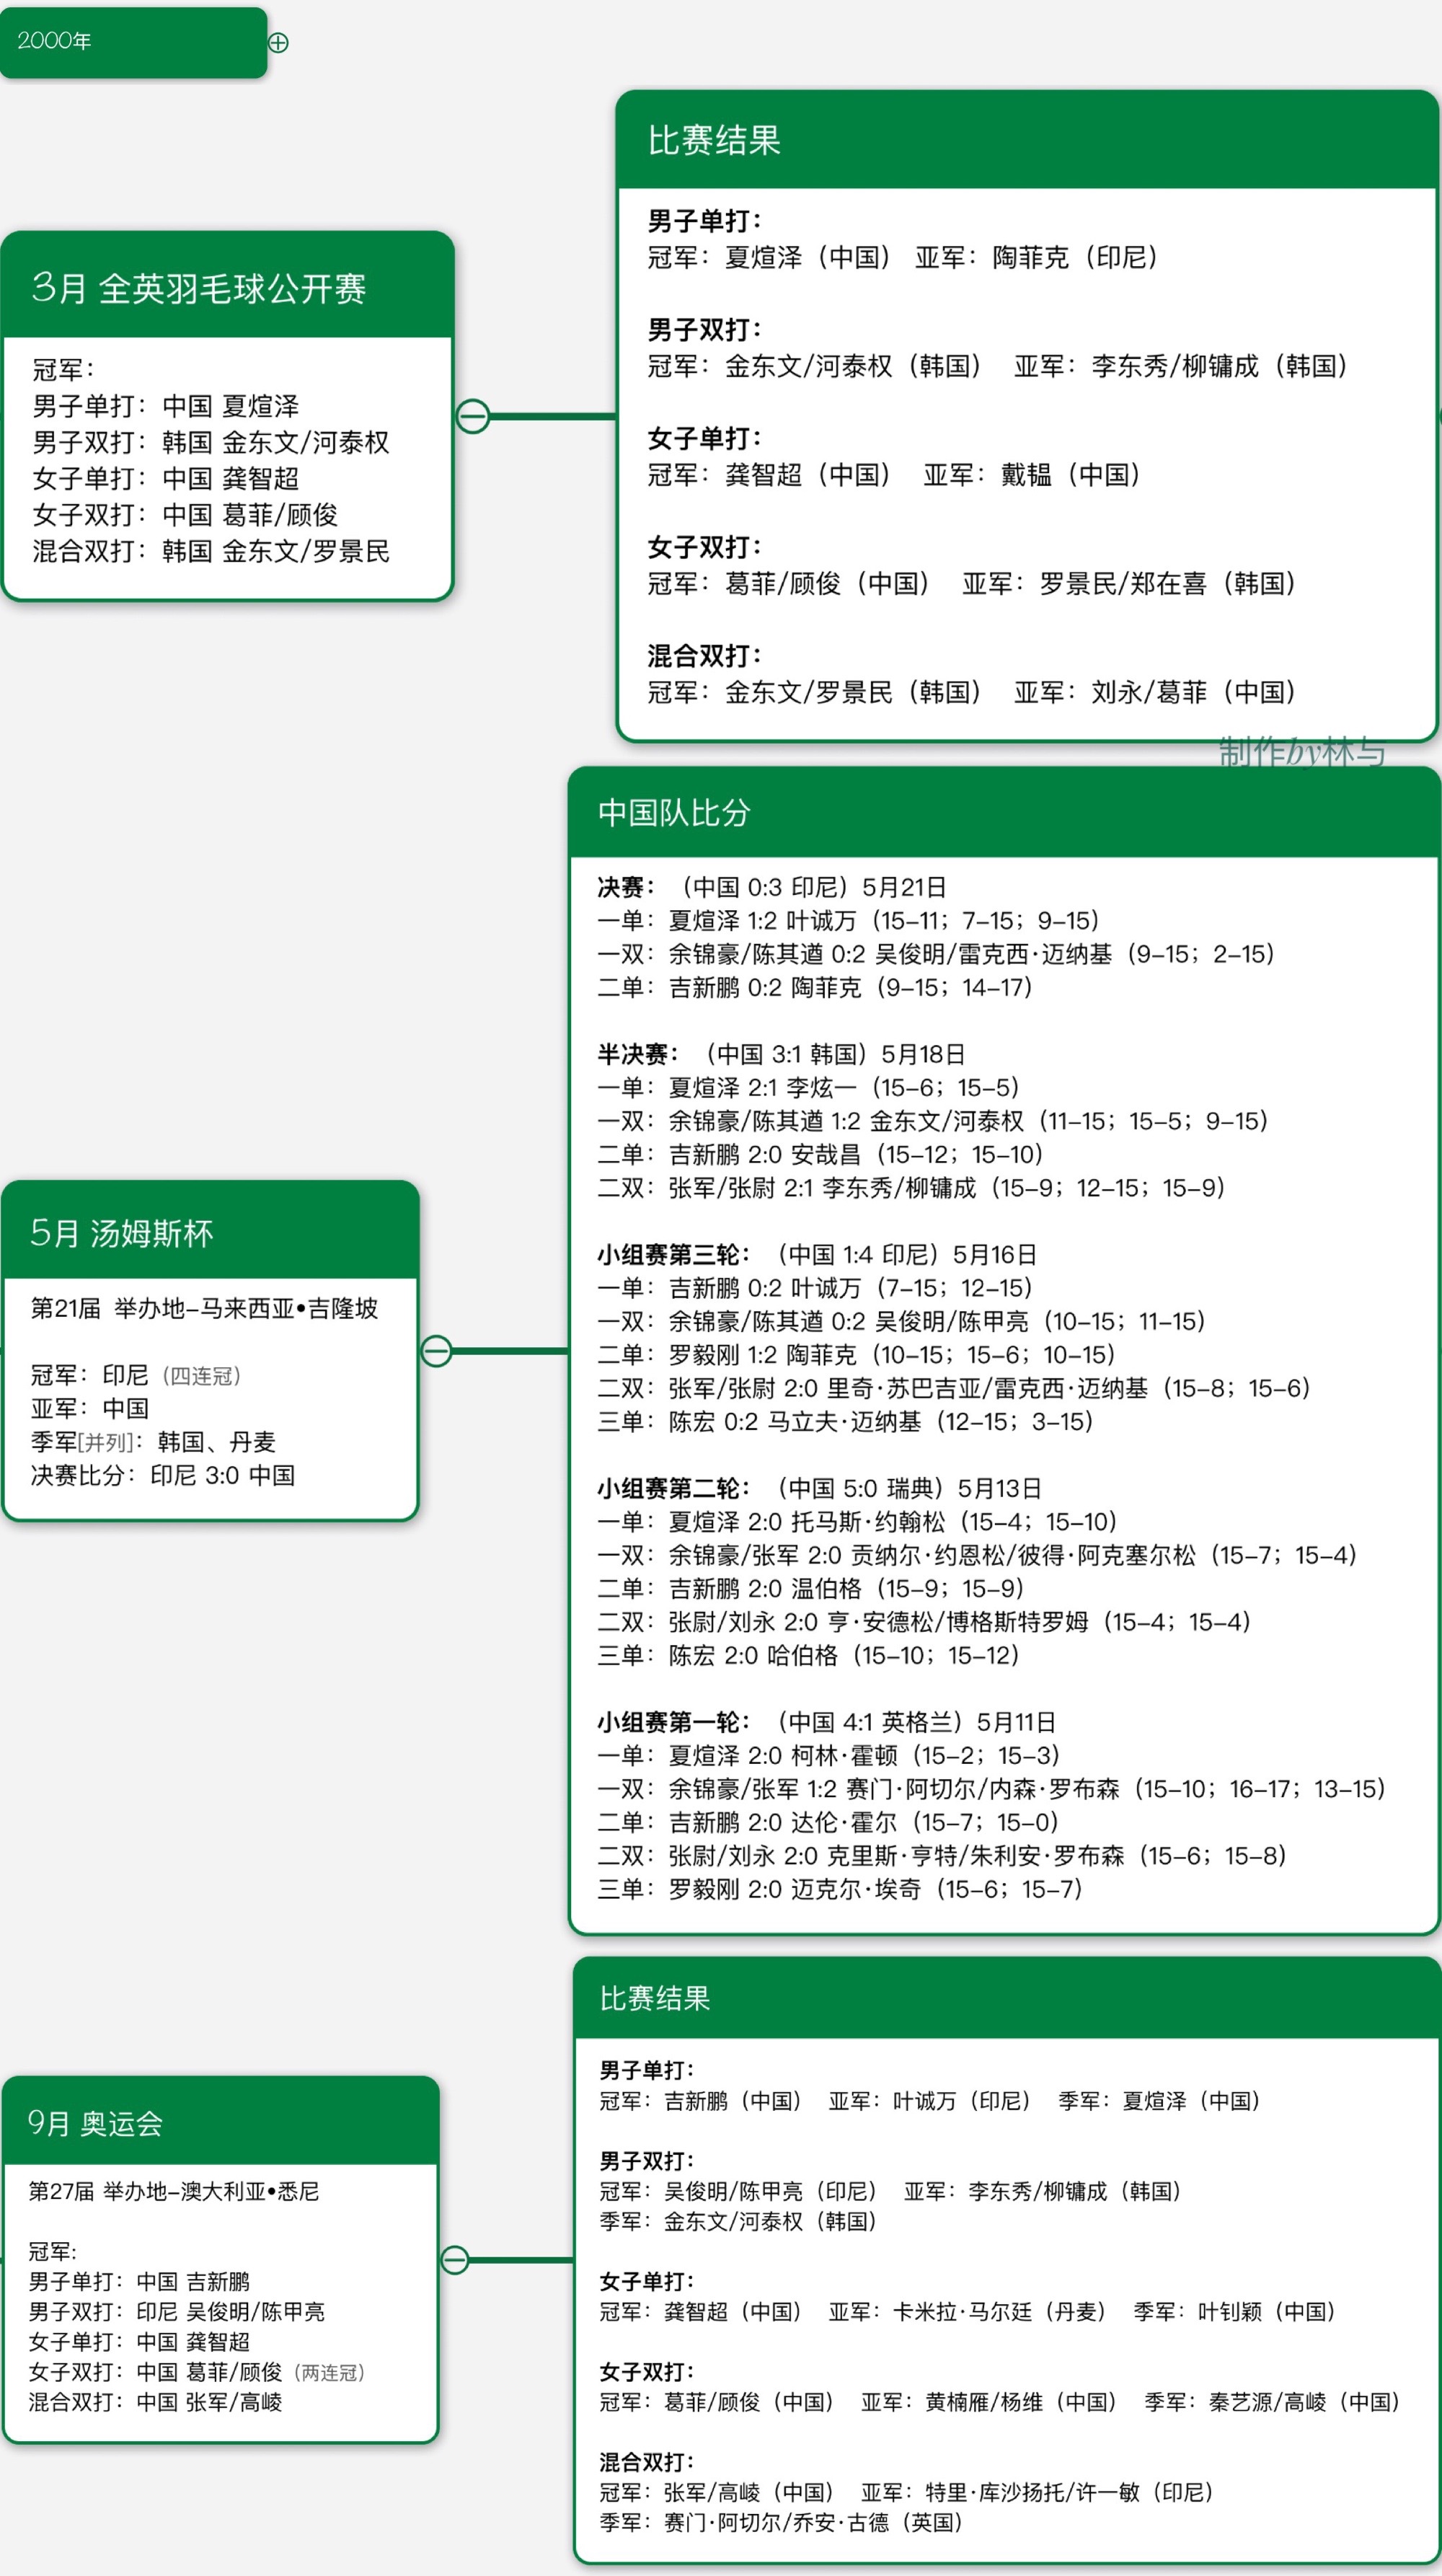 2000年
3月 全英羽毛球公开赛
冠军：
男子单打：中国 夏煊泽
男子双打：韩国 金东文/河泰权
女子单打：中国 龚智超
女子双打：中国 葛菲/顾俊
混合双打：韩国 金东文/罗景民
比赛结果
男子单打：
冠军：夏煊泽（中国） 亚军：陶菲克（印尼）
男子双打：
冠军：金东文/河泰权（韩国） 亚军：李东秀/柳镛成（韩国）
女子单打：
冠军：龚智超（中国） 亚军：戴韫（中国）
女子双打：
冠军：葛菲/顾俊（中国） 亚军：罗景民/郑在喜（韩国）
混合双打：
冠军：金东文/罗景民（韩国） 亚军：刘永/葛菲（中国）
制作by林与
5月 汤姆斯杯
第21届 举办地–马来西亚•吉隆坡
冠军：印尼（四连冠）
亚军：中国
季军[并列]：韩国、丹麦
决赛比分：印尼 3:0 中国
中国队比分
决赛：（中国 0:3 印尼）5月21日
一单：夏煊泽 1:2 叶诚万（15–11；7–15；9–15）
一双：余锦豪/陈其遒 0:2 吴俊明/雷克西·迈纳基（9–15；2–15）
二单：吉新鹏 0:2 陶菲克（9–15；14–17）
半决赛：（中国 3:1 韩国）5月18日
一单：夏煊泽 2:1 李炫一（15–6；15–5）
一双：余锦豪/陈其遒 1:2 金东文/河泰权（11–15；15–5；9–15）
二单：吉新鹏 2:0 安哉昌（15–12；15–10）
二双：张军/张尉 2:1 李东秀/柳镛成（15–9；12–15；15–9）
小组赛第三轮：（中国 1:4 印尼）5月16日
一单：吉新鹏 0:2 叶诚万（7–15；12–15）
一双：余锦豪/陈其遒 0:2 吴俊明/陈甲亮（10–15；11–15）
二单：罗毅刚 1:2 陶菲克（10–15；15–6；10–15）
二双：张军/张尉 2:0 里奇·苏巴吉亚/雷克西·迈纳基（15–8；15–6）
三单：陈宏 0:2 马立夫·迈纳基（12–15；3–15）
小组赛第二轮：（中国 5:0 瑞典）5月13日
一单：夏煊泽 2:0 托马斯·约翰松（15–4；15–10）
一双：余锦豪/张军 2:0 贡纳尔·约恩松/彼得·阿克塞尔松（15–7；15–4）
二单：吉新鹏 2:0 温伯格（15–9；15–9）
二双：张尉/刘永 2:0 亨·安德松/博格斯特罗姆（15–4；15–4）
三单：陈宏 2:0 哈伯格（15–10；15–12）
小组赛第一轮：（中国 4:1 英格兰）5月11日
一单：夏煊泽 2:0 柯林·霍顿（15–2；15–3）
一双：余锦豪/张军 1:2 赛门·阿切尔/内森·罗布森（15–10；16–17；13–15）
二单：吉新鹏 2:0 达伦·霍尔（15–7；15–0）
二双：张尉/刘永 2:0 克里斯·亨特/朱利安·罗布森（15–6；15–8）
三单：罗毅刚 2:0 迈克尔·埃奇（15–6；15–7）
9月 奥运会
第27届 举办地–澳大利亚•悉尼
冠军:
男子单打：中国 吉新鹏
男子双打：印尼 吴俊明/陈甲亮
女子单打：中国 龚智超
女子双打：中国 葛菲/顾俊（两连冠）
混合双打：中国 张军/高崚
比赛结果
男子单打：
冠军：吉新鹏（中国） 亚军：叶诚万（印尼） 季军：夏煊泽（中国）
男子双打：
冠军：吴俊明/陈甲亮（印尼） 亚军：李东秀/柳镛成（韩国）
季军：金东文/河泰权（韩国）
女子单打：
冠军：龚智超（中国） 亚军：卡米拉·马尔廷（丹麦） 季军：叶钊颖（中国）
女子双打：
冠军：葛菲/顾俊（中国） 亚军：黄楠雁/杨维（中国） 季军：秦艺源/高崚（中国）
混合双打：
冠军：张军/高崚（中国） 亚军：特里·库沙扬托/许一敏（印尼）
季军：赛门·阿切尔/乔安·古德（英国）